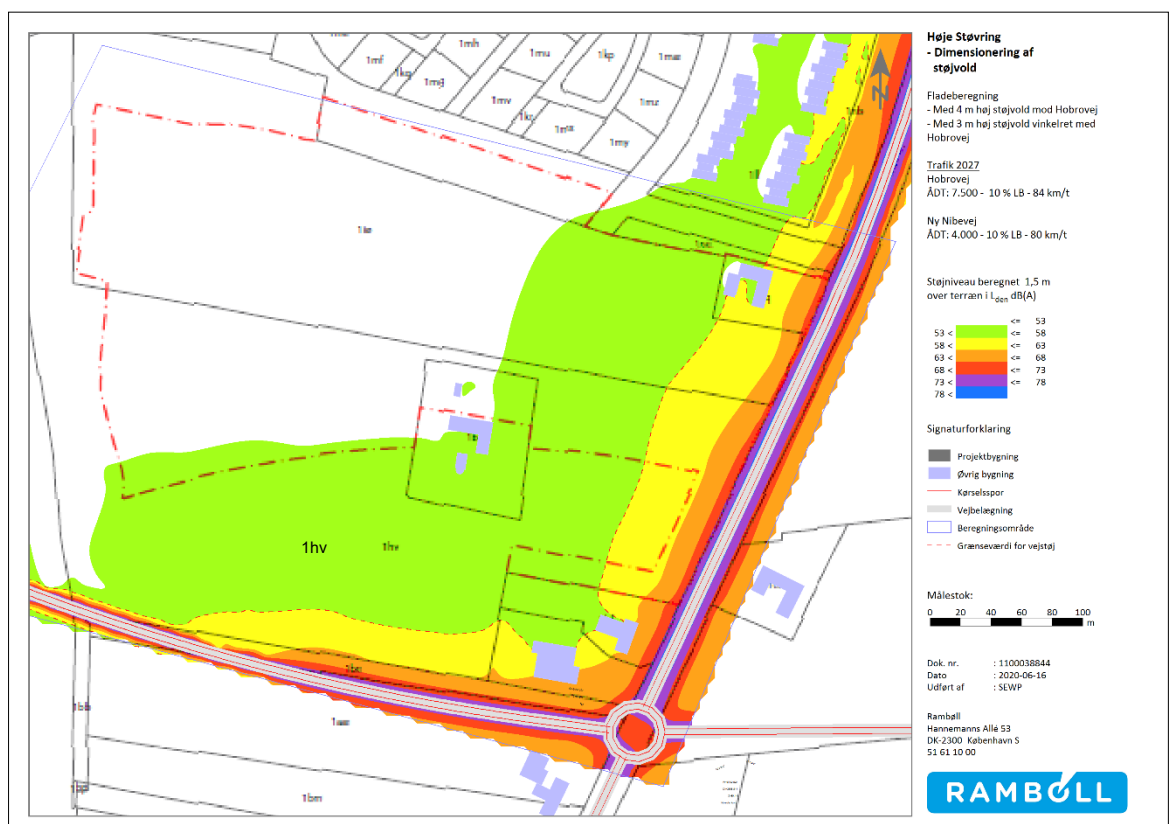 Høje Støvring
- Dimensionering af
støjvold
Fladeberegning
- Med 4 m høj støjvold mod Hobrovej
- Med 3 m høj støjvold vinkelret med
Hobrovej
Trafik 2027
Hobrovej
ÅDT: 7.500 - 10 % LB - 84 km/t
Ny Nibevej
ÅDT: 4.000 - 10 % LB - 80 km/t
Støjniveau beregnet 1,5 m
over terræn i Lden dB(A)
<= 53
53 < <= 58
58 < <= 63
63 < <= 68
68 < <= 73
73 < <= 78
78 <
Signaturforklaring
Projektbygning
Øvrig bygning
Kørselsspor
Vejbelægning
Beregningsområde
Grænseværdi for vejstøj
Målestok:
0 20 40 60 80 100
m
Dok. nr. : 1100038844
Dato : 2020-06-16
Udført af : SEWP
Rambøll
Hannemanns Allé 53
DK-2300 København S
51 61 10 00
RAMBOLL
N
1mh
1mu
1kp
1mf
1kq
1mg
1mv
1kr
1my
1b
1hv
1hv
1bb
1bm